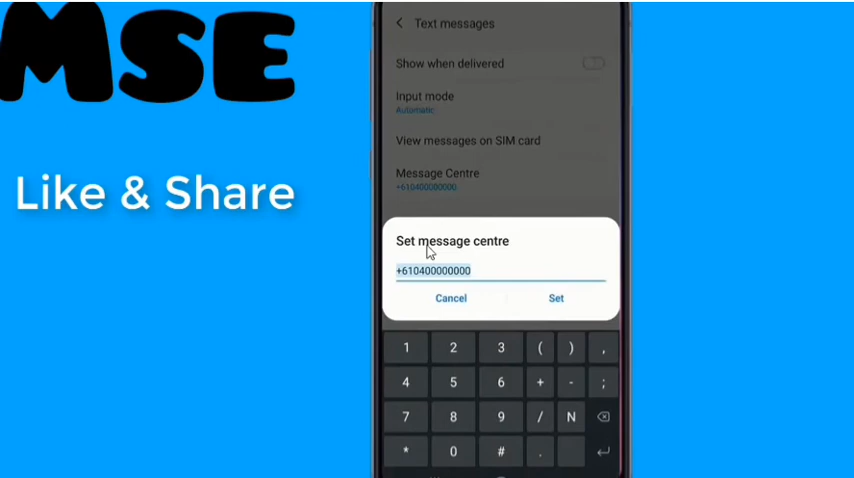 MSE
Like & Share
Text messages
Show when delivered
Input mode
Automatic
View messages on SIM card
Message Centre
+610400000000
Set message centre
+610400000000
Cancel Set
1 2 3 ( ) ,
4 5 6 + - ;
7 8 9 / N
* 0 # .